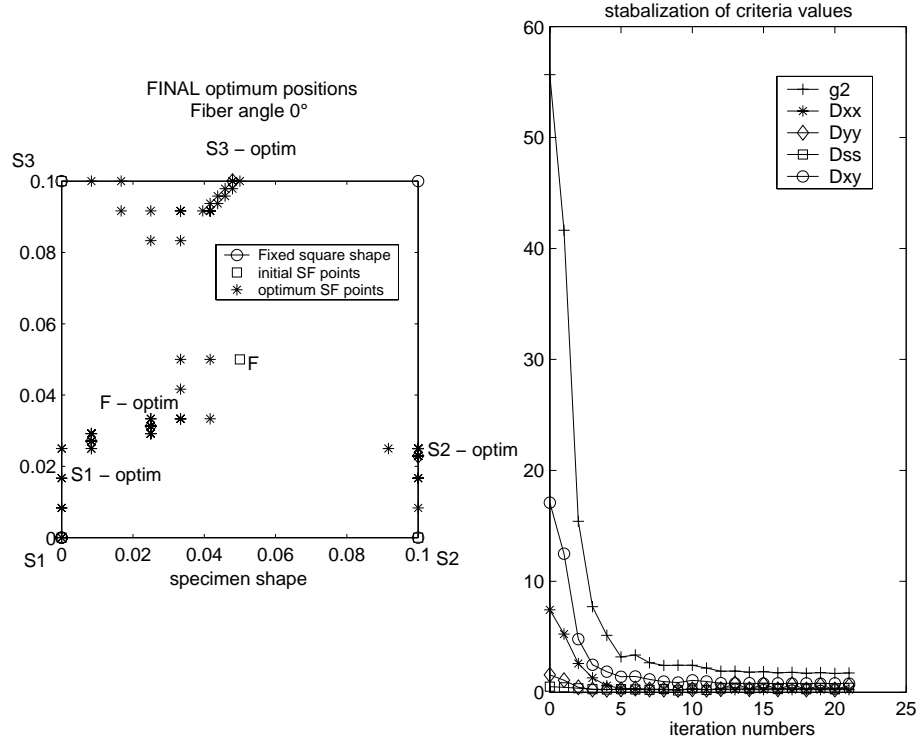 FINAL optimum positions
Fiber angle 0°
S3 – optim
S3
0.1
0.08
0.06
0.04
0.02
0
Fixed square shape
initial SF points
optimum SF points
F
F – optim
S1 – optim
S2 – optim
S1
0
0.02
0.04
0.06
0.08
0.1
S2
specimen shape
stabalization of criteria values
60
50
40
30
20
10
0
g2
Dxx
Dyy
Dss
Dxy
0
5
10
15
20
25
iteration numbers